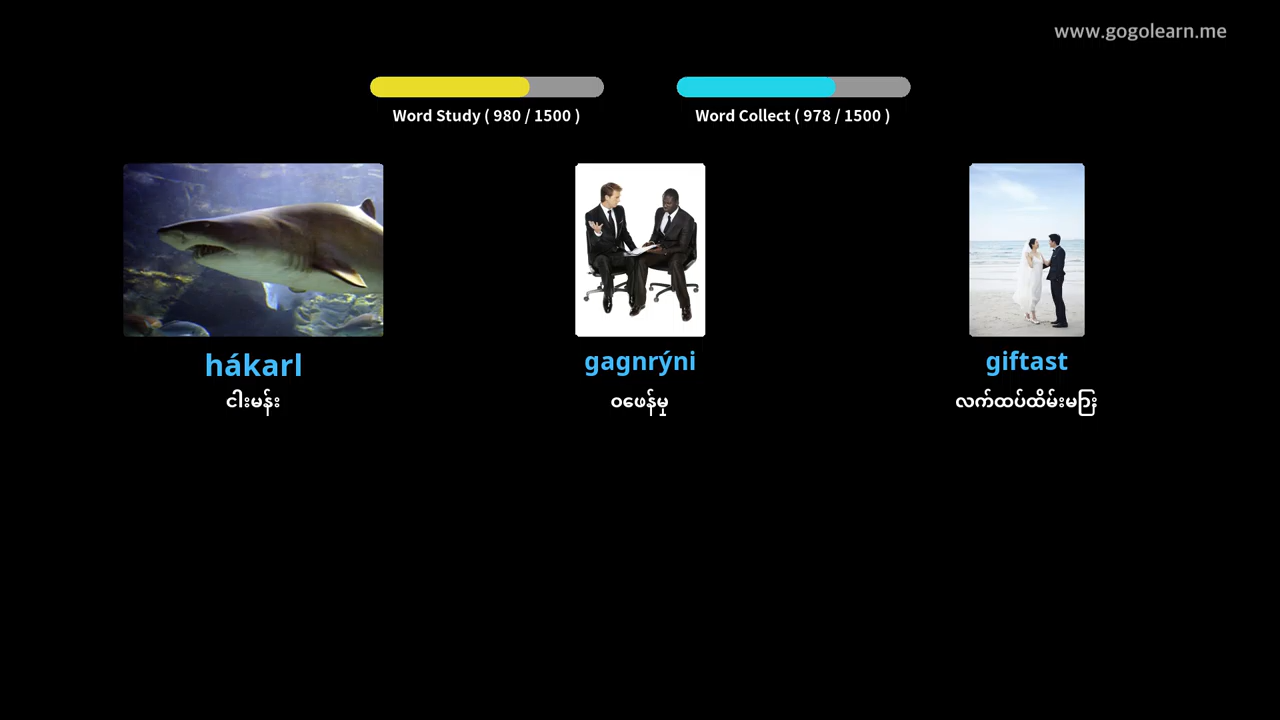 www.gogolearn.me
Word Study ( 980 / 1500 )
Word Collect ( 978 / 1500 )
hákarl
gagnrýni
giftast
ငါးမန်း
ဝဖေန်မှု
လက်ထပ်ထိမ်းမြား